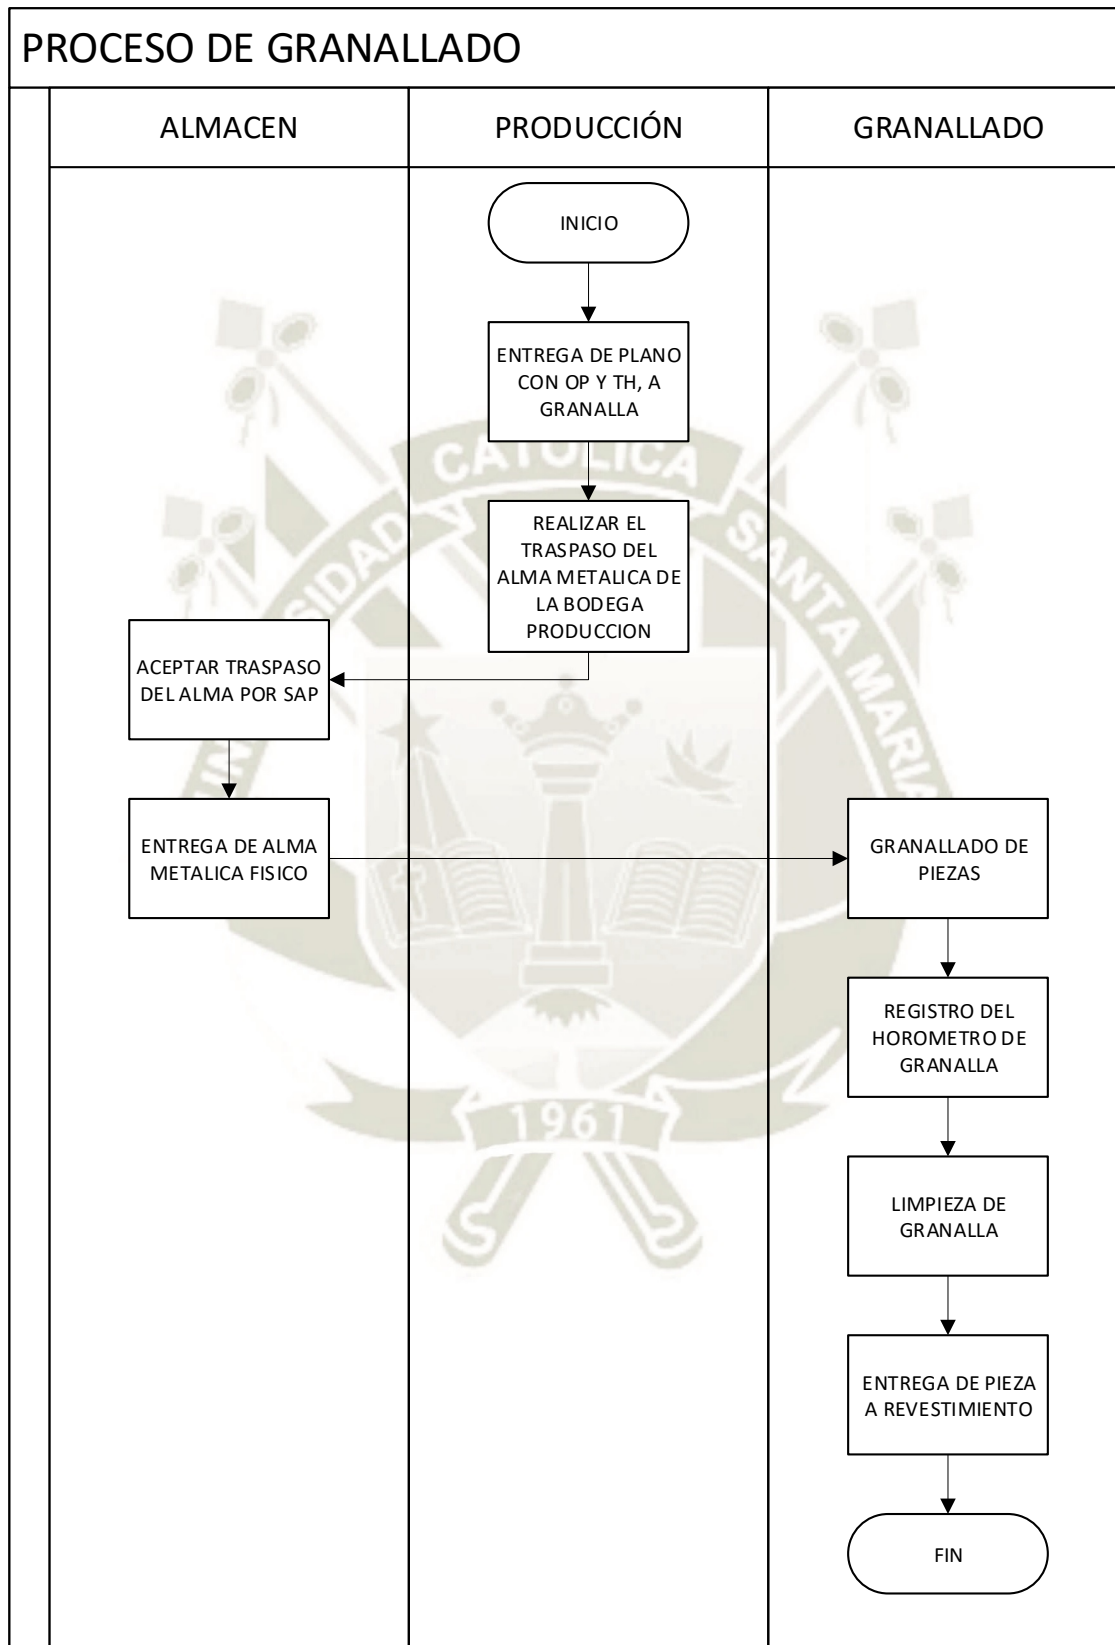 PROCESO DE GRANALLADO
ALMACEN
PRODUCCIÓN
GRANALLADO
INICIO
ENTREGA DE PLANO
CON OP Y TH, A
GRANALLA
REALIZAR EL
TRASPASO DEL
ALMA METALICA DE
LA BODEGA
PRODUCCION
ACEPTAR TRASPASO
DEL ALMA POR SAP
ENTREGA DE ALMA
METALICA FISICO
GRANALLADO DE
PIEZAS
REGISTRO DEL
HOROMETRO DE
GRANALLA
LIMPIEZA DE
GRANALLA
ENTREGA DE PIEZA
A REVESTIMIENTO
FIN
CATOLICA
SANTA MARIA
1961